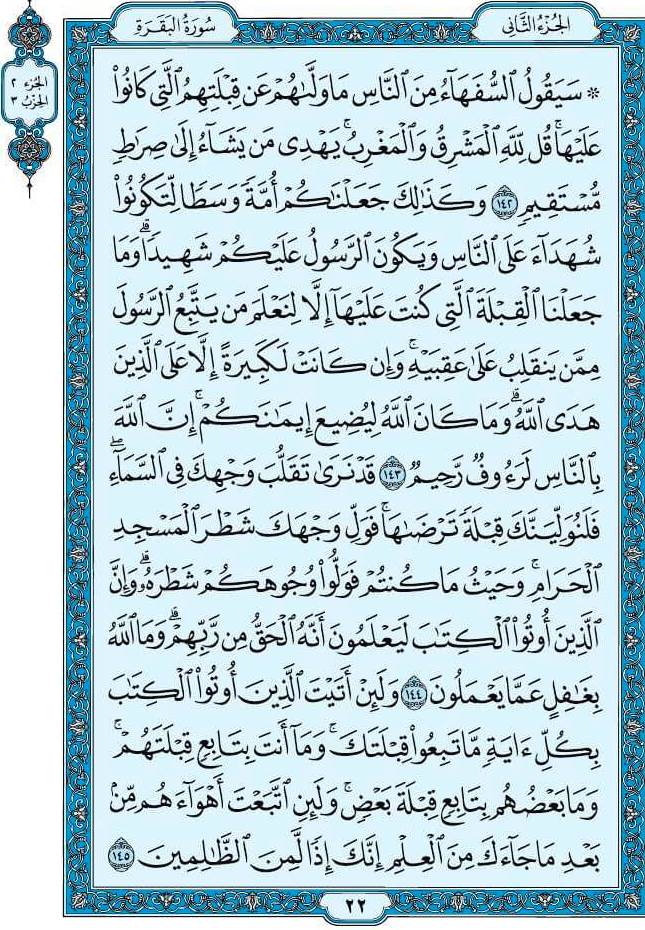 الجُزْءُ الثَّانِي
سُورَةُ البَقَرَةِ
الجزء ٢
الحزب ٣
۞ سَيَقُولُ ٱلسُّفَهَآءُ مِنَ ٱلنَّاسِ مَا وَلَّىٰهُمْ عَن قِبْلَتِهِمُ ٱلَّتِى كَانُوا۟
عَلَيْهَا ۚ قُل لِّلَّهِ ٱلْمَشْرِقُ وَٱلْمَغْرِبُ ۚ يَهْدِى مَن يَشَآءُ إِلَىٰ صِرَٰطٍ
مُّسْتَقِيمٍ ١٤٢ وَكَذَٰلِكَ جَعَلْنَٰكُمْ أُمَّةً وَسَطًا لِّتَكُونُوا۟
شُهَدَآءَ عَلَى ٱلنَّاسِ وَيَكُونَ ٱلرَّسُولُ عَلَيْكُمْ شَهِيدًا ۗ وَمَا
جَعَلْنَا ٱلْقِبْلَةَ ٱلَّتِى كُنتَ عَلَيْهَآ إِلَّا لِنَعْلَمَ مَن يَتَّبِعُ ٱلرَّسُولَ
مِمَّن يَنقَلِبُ عَلَىٰ عَقِبَيْهِ ۚ وَإِن كَانَتْ لَكَبِيرَةً إِلَّا عَلَى ٱلَّذِينَ
هَدَى ٱللَّهُ ۗ وَمَا كَانَ ٱللَّهُ لِيُضِيعَ إِيمَٰنَكُمْ ۚ إِنَّ ٱللَّهَ
بِٱلنَّاسِ لَرَءُوفٌ رَّحِيمٌ ١٤٣ قَدْ نَرَىٰ تَقَلُّبَ وَجْهِكَ فِى ٱلسَّمَآءِ ۖ
فَلَنُوَلِّيَنَّكَ قِبْلَةً تَرْضَىٰهَا ۚ فَوَلِّ وَجْهَكَ شَطْرَ ٱلْمَسْجِدِ
ٱلْحَرَامِ ۚ وَحَيْثُ مَا كُنتُمْ فَوَلُّوا۟ وُجُوهَكُمْ شَطْرَهُۥ ۗ وَإِنَّ
ٱلَّذِينَ أُوتُوا۟ ٱلْكِتَٰبَ لَيَعْلَمُونَ أَنَّهُ ٱلْحَقُّ مِن رَّبِّهِمْ ۗ وَمَا ٱللَّهُ
بِغَٰفِلٍ عَمَّا يَعْمَلُونَ ١٤٤ وَلَئِنْ أَتَيْتَ ٱلَّذِينَ أُوتُوا۟ ٱلْكِتَٰبَ
بِكُلِّ ءَايَةٍ مَّا تَبِعُوا۟ قِبْلَتَكَ ۚ وَمَآ أَنتَ بِتَابِعٍ قِبْلَتَهُمْ ۚ
وَمَا بَعْضُهُم بِتَابِعٍ قِبْلَةَ بَعْضٍ ۚ وَلَئِنِ ٱتَّبَعْتَ أَهْوَآءَهُم مِّنۢ
بَعْدِ مَا جَآءَكَ مِنَ ٱلْعِلْمِ إِنَّكَ إِذًا لَّمِنَ ٱلظَّٰلِمِينَ ١٤٥
٢٢